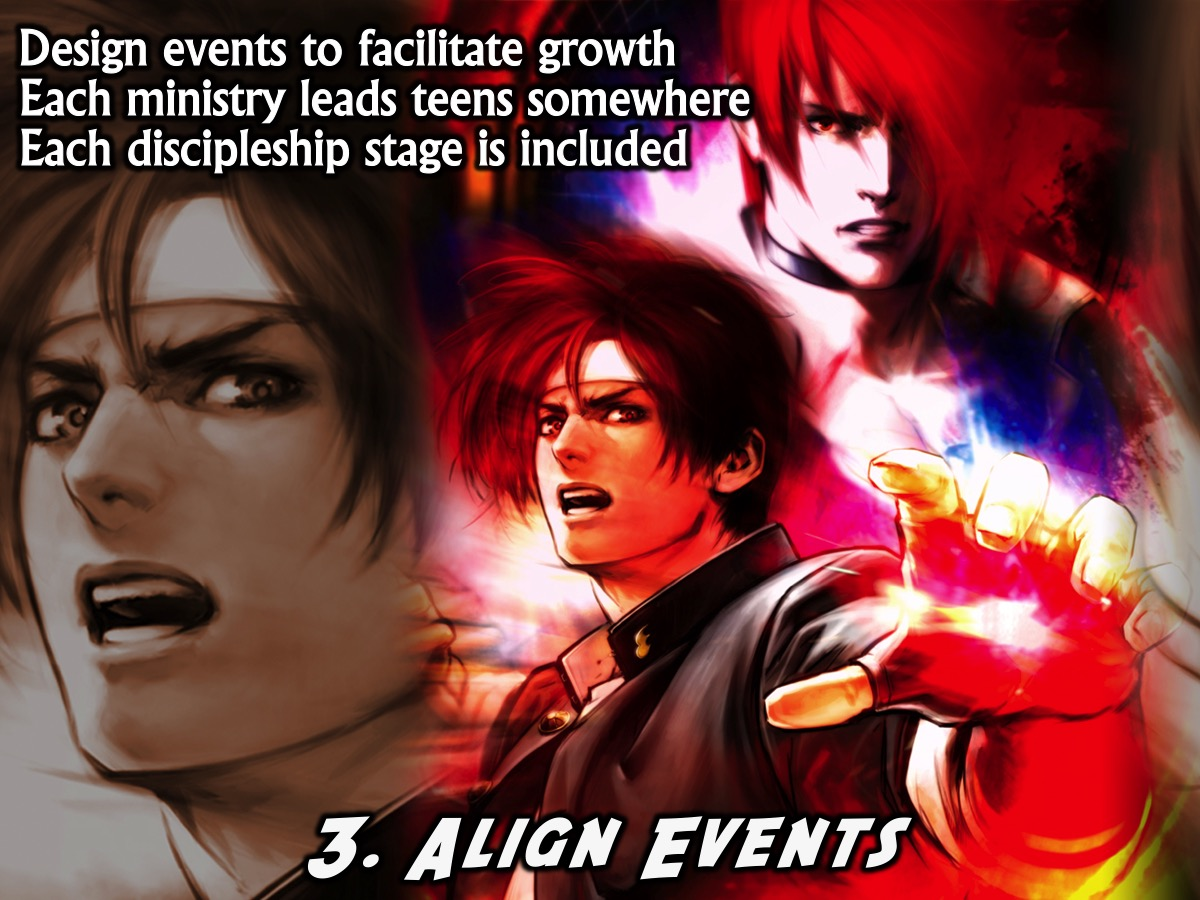 Design events to facilitate growth
Each ministry leads teens somewhere
Each discipleship stage is included
3. Align Events